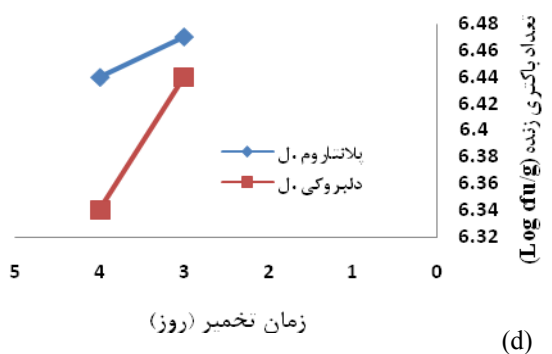 6.48
6.46
6.44
6.42
6.4
6.38
6.36
6.34
6.32
تعداد باکتری زنده
(Log cfu/g)
پلانتاروم .ل
دلبروکی .ل
5 4 3 2 1 0
زمان تخمیر (روز)
(d)